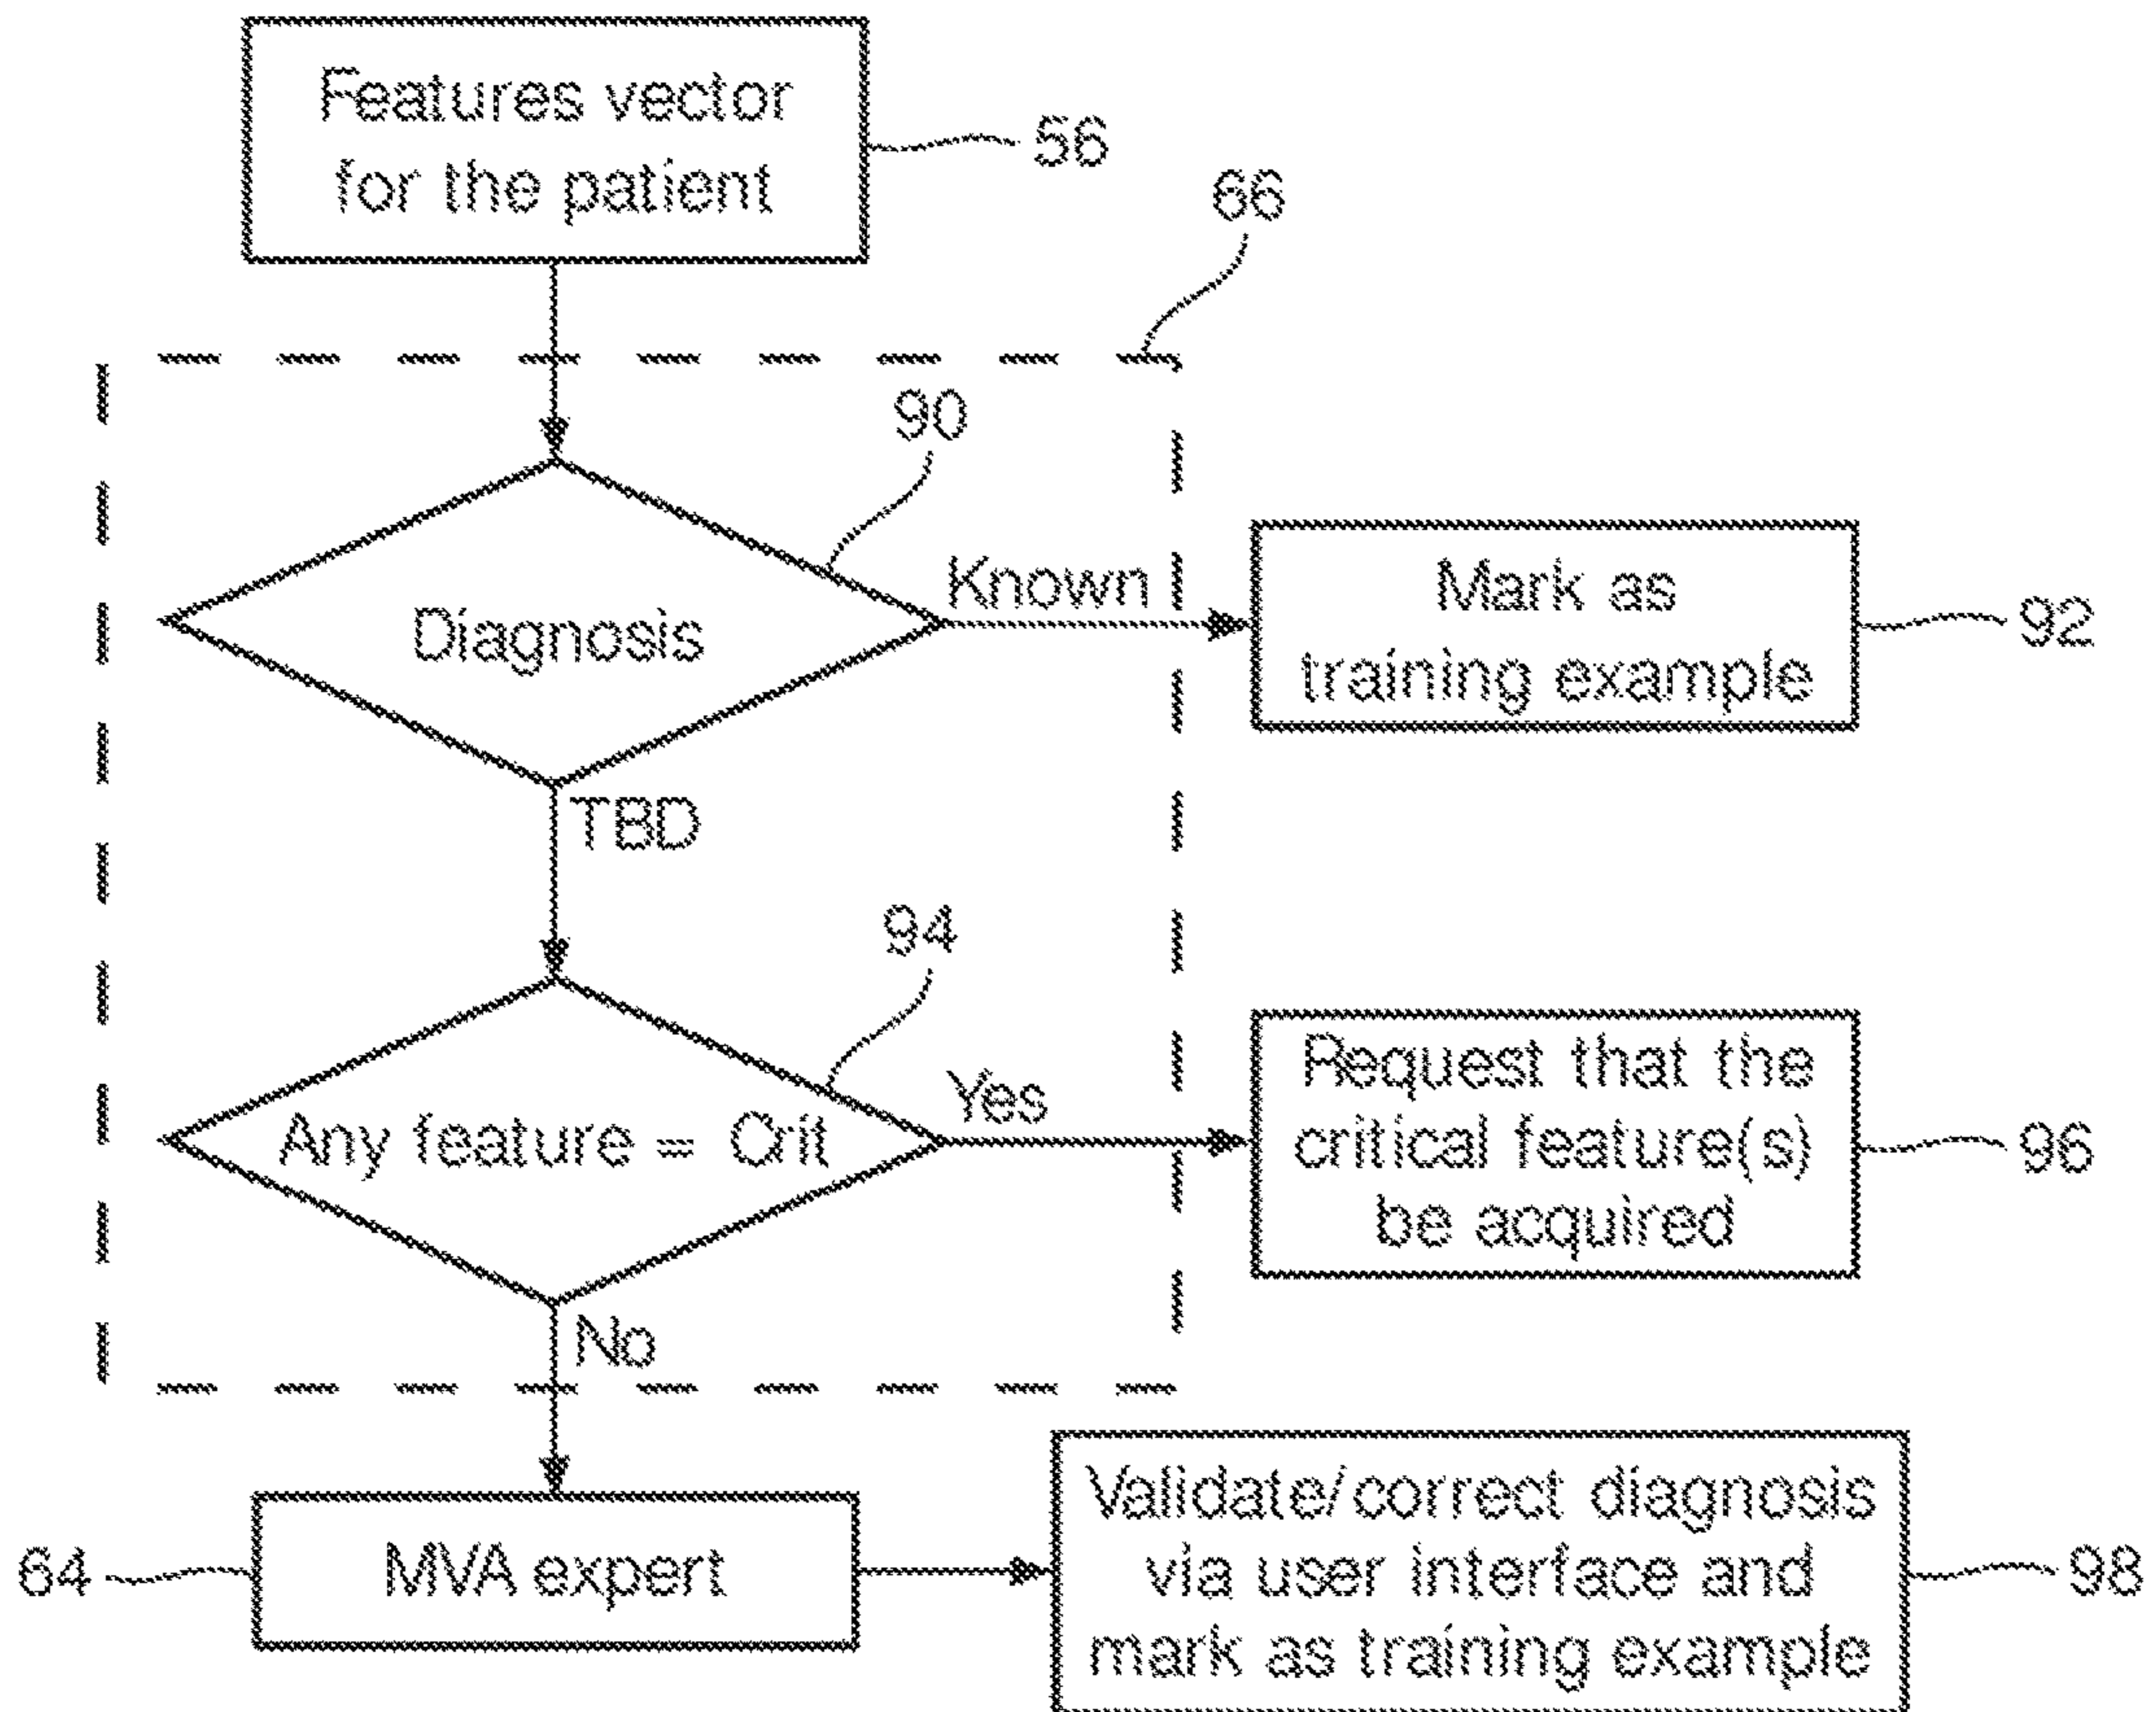 Features vector
for the patient
56
66
90
Diagnosis
Known
Mark as
training example
92
TBD
94
Any feature = Crit
Yes
Request that the
critical feature(s)
be acquired
96
No
64
MVA expert
Validate/correct diagnosis
via user interface and
mark as training example
98